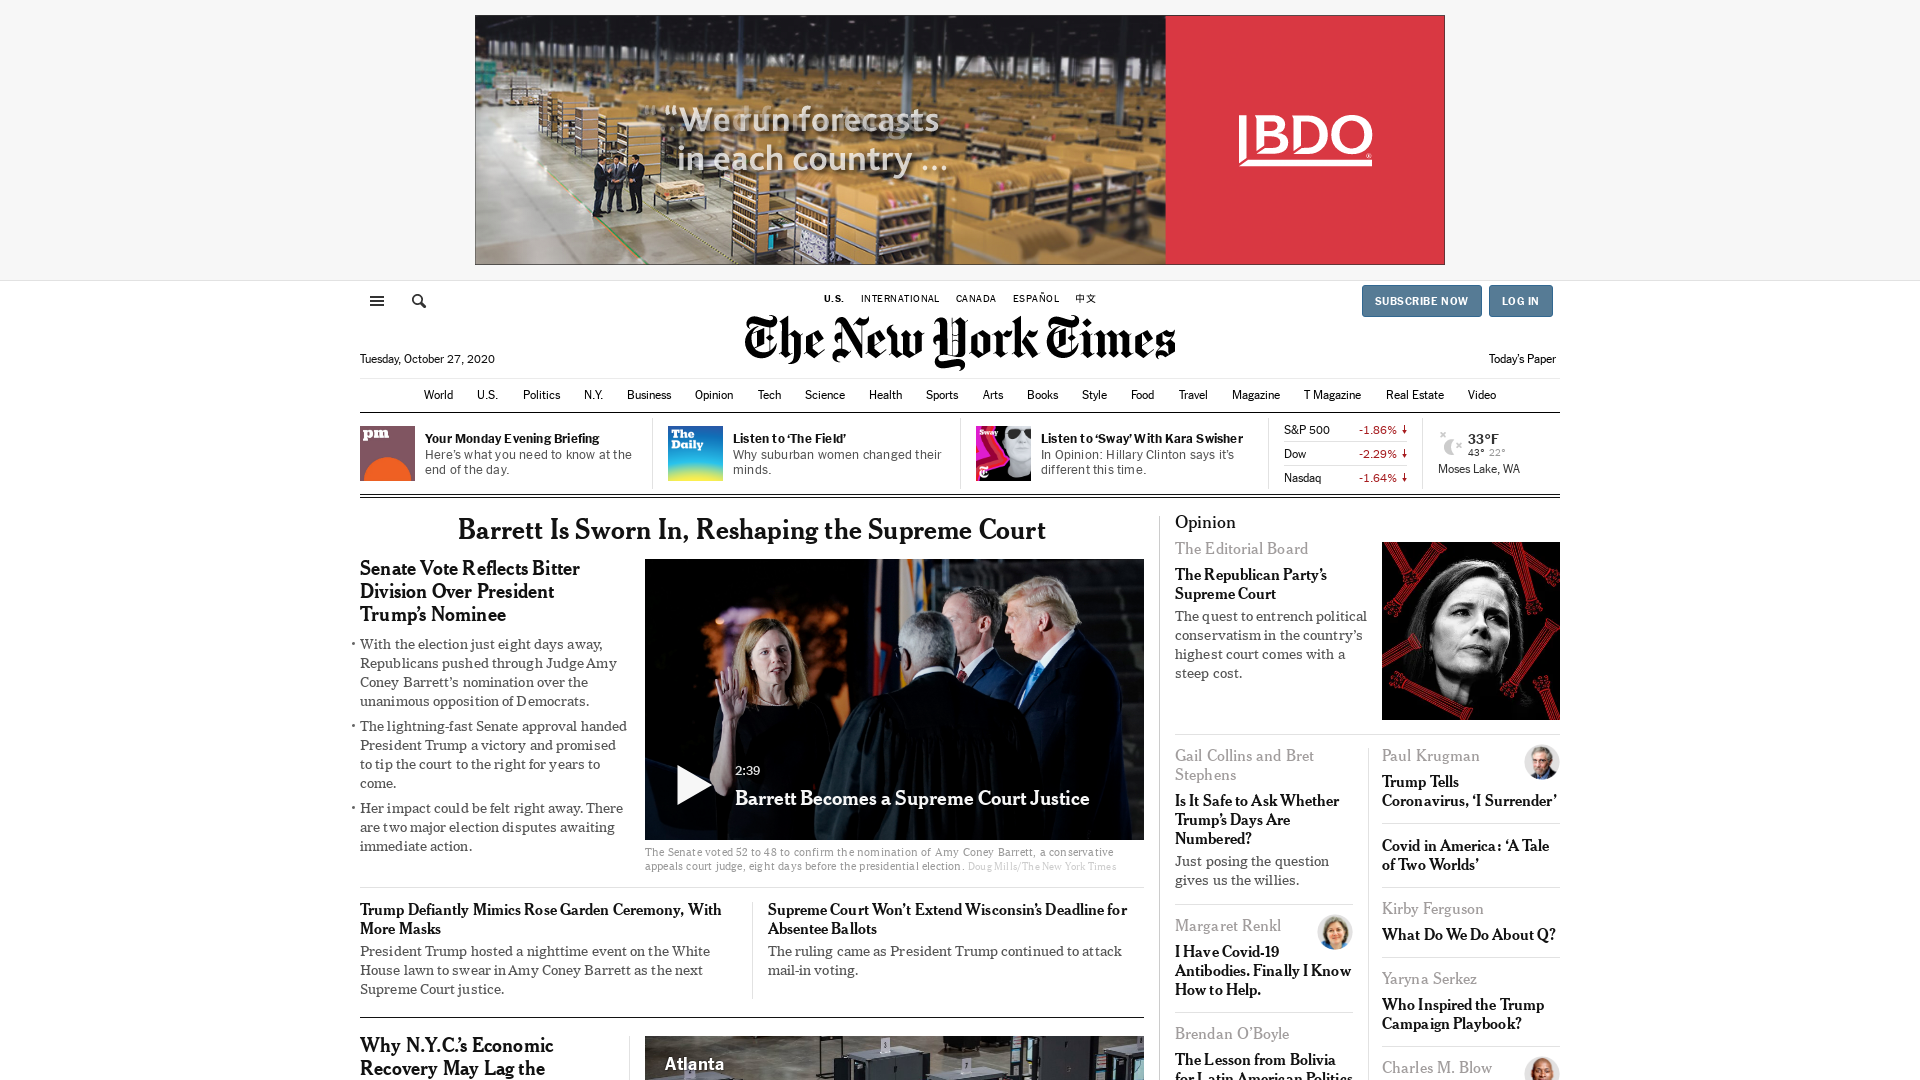 "We run forecasts
in each country ...
IBDO
U.S. INTERNATIONAL CANADA ESPAÑOL 中文
SUBSCRIBE NOW LOG IN
The New York Times
Tuesday, October 27, 2020
Today's Paper
World U.S. Politics N.Y. Business Opinion Tech Science Health Sports Arts Books Style Food Travel Magazine T Magazine Real Estate Video
pm
Your Monday Evening Briefing
Here's what you need to know at the
end of the day.
The
Daily
Listen to 'The Field'
Why suburban women changed their
minds.
Sway
Listen to 'Sway' With Kara Swisher
In Opinion: Hillary Clinton says it's
different this time.
S&P 500 -1.86%
Dow -2.29%
Nasdaq -1.64%
33°F
43° 22°
Moses Lake, WA
Barrett Is Sworn In, Reshaping the Supreme Court
Senate Vote Reflects Bitter
Division Over President
Trump's Nominee
• With the election just eight days away,
Republicans pushed through Judge Amy
Coney Barrett's nomination over the
unanimous opposition of Democrats.
• The lightning-fast Senate approval handed
President Trump a victory and promised
to tip the court to the right for years to
come.
• Her impact could be felt right away. There
are two major election disputes awaiting
immediate action.
2:39
Barrett Becomes a Supreme Court Justice
The Senate voted 52 to 48 to confirm the nomination of Amy Coney Barrett, a conservative
appeals court judge, eight days before the presidential election. Doug Mills/The New York Times
Trump Defiantly Mimics Rose Garden Ceremony, With
More Masks
President Trump hosted a nighttime event on the White
House lawn to swear in Amy Coney Barrett as the next
Supreme Court justice.
Supreme Court Won't Extend Wisconsin's Deadline for
Absentee Ballots
The ruling came as President Trump continued to attack
mail-in voting.
Why N.Y.C.'s Economic
Recovery May Lag the
Atlanta
Opinion
The Editorial Board
The Republican Party's
Supreme Court
The quest to entrench political
conservatism in the country's
highest court comes with a
steep cost.
Gail Collins and Bret
Stephens
Is It Safe to Ask Whether
Trump's Days Are
Numbered?
Just posing the question
gives us the willies.
Margaret Renkl
I Have Covid-19
Antibodies. Finally I Know
How to Help.
Brendan O'Boyle
The Lesson from Bolivia
for Latin American Politics
Paul Krugman
Trump Tells
Coronavirus, 'I Surrender'
Covid in America: 'A Tale
of Two Worlds'
Kirby Ferguson
What Do We Do About Q?
Yaryna Serkez
Who Inspired the Trump
Campaign Playbook?
Charles M. Blow